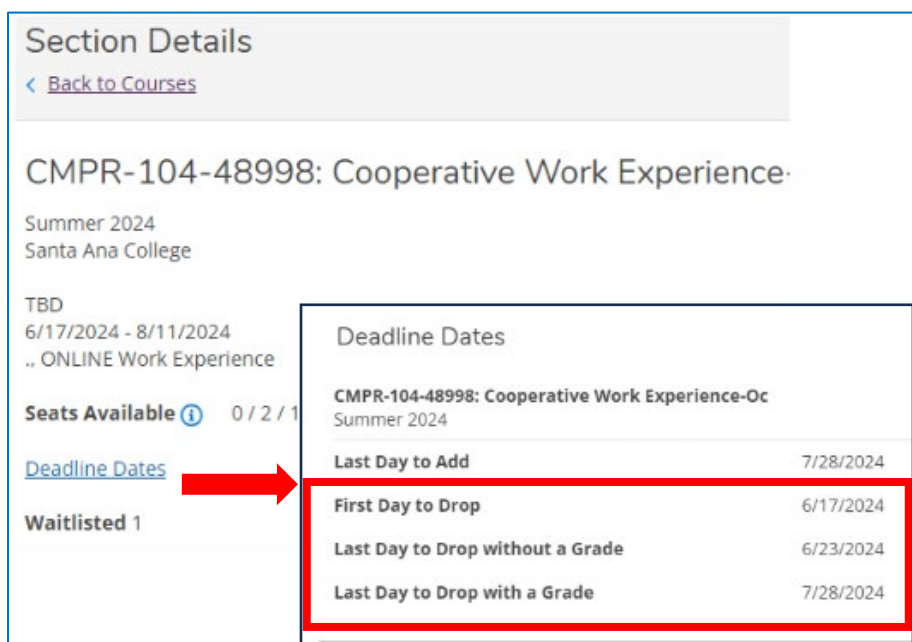 Section Details
< Back to Courses
CMPR-104-48998: Cooperative Work Experience-
Summer 2024
Santa Ana College
TBD
6/17/2024 - 8/11/2024
., ONLINE Work Experience
Seats Available 0 / 2 / 1
Deadline Dates
Waitlisted 1
Deadline Dates
CMPR-104-48998: Cooperative Work Experience-Oc
Summer 2024
Last Day to Add 7/28/2024
First Day to Drop 6/17/2024
Last Day to Drop without a Grade 6/23/2024
Last Day to Drop with a Grade 7/28/2024